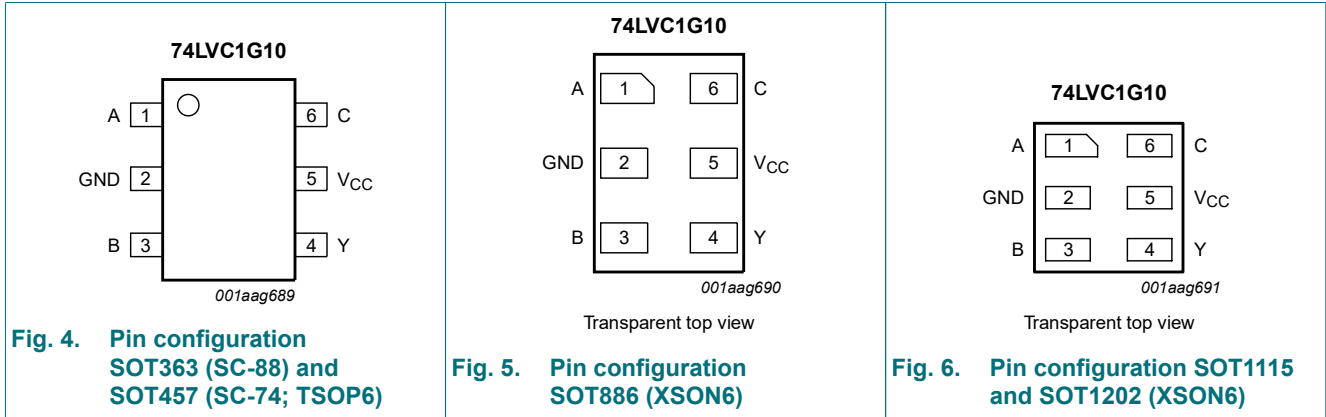 74LVC1G10
A 1 6 C
GND 2 5 VCC
B 3 4 Y
001aag689
Fig. 4. Pin configuration
SOT363 (SC-88) and
SOT457 (SC-74; TSOP6)
74LVC1G10
A 1 6 C
GND 2 5 VCC
B 3 4 Y
001aag690
Transparent top view
Fig. 5. Pin configuration
SOT886 (XSON6)
74LVC1G10
A 1 6 C
GND 2 5 VCC
B 3 4 Y
001aag691
Transparent top view
Fig. 6. Pin configuration SOT1115
and SOT1202 (XSON6)